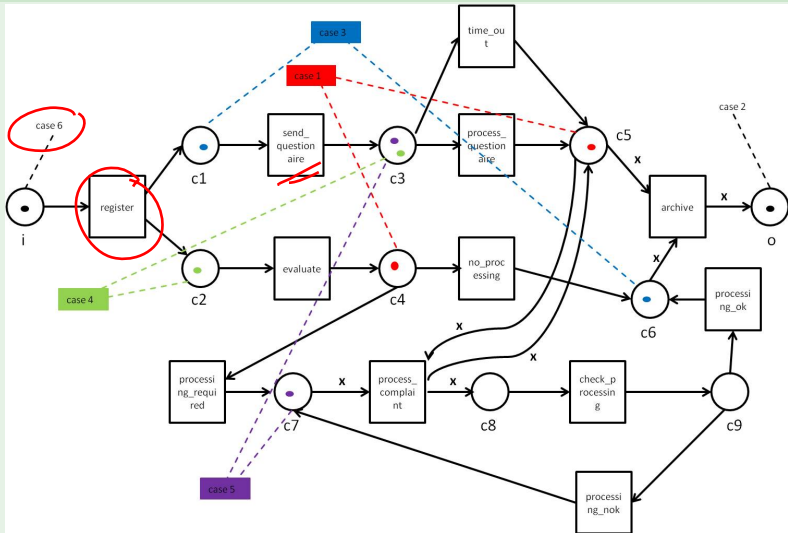 time_ou
t
case 3
case 1
case 2
case 6
send_
question
aire
process_
questionn
aire
c5
x
register
c1
c3
archive
x
i
o
x
evaluate
no_proc
essing
case 4
c2
c4
c6
processi
ng_ok
x
x
processi
ng_requi
red
x
process_
complai
nt
x
check_p
rocessin
g
c7
c8
c9
case 5
processi
ng_nok